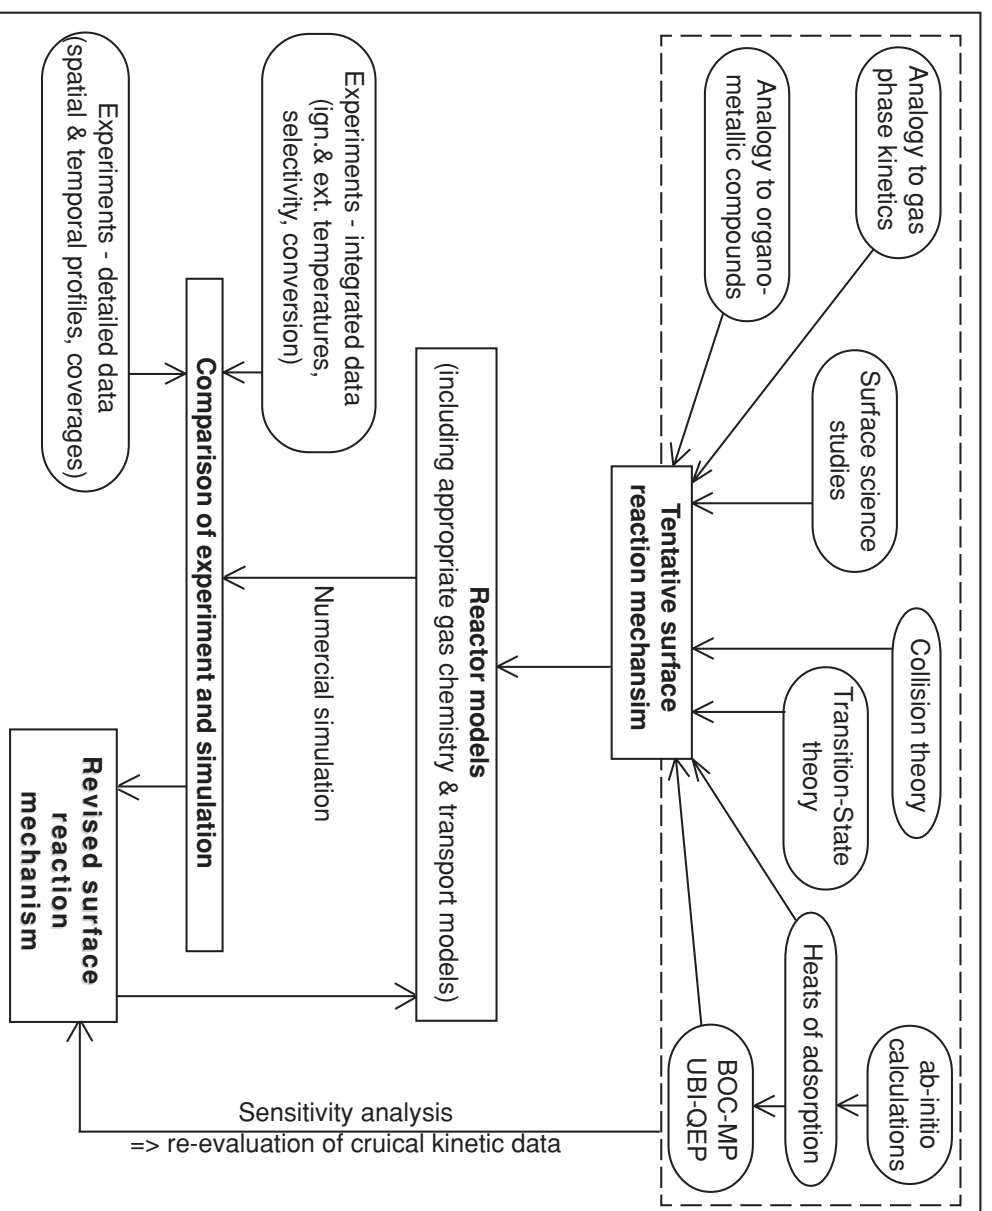 Analogy to gas
phase kinetics
Analogy to organo-
metallic compounds
Surface science
studies
Collision theory
Transition-State
theory
Heats of adsorption
ab-initio
calculations
BOC-MP
UBI-QEP
Tentative surface
reaction mechansim
Reactor models
(including appropriate gas chemistry & transport models)
Numercial simulation
Experiments - integrated data
(ign.& ext. temperatures,
selectivity, conversion)
Comparison of experiment and simulation
Experiments - detailed data
(spatial & temporal profiles, coverages)
Revised surface
reaction
mechanism
Sensitivity analysis
=> re-evaluation of cruical kinetic data